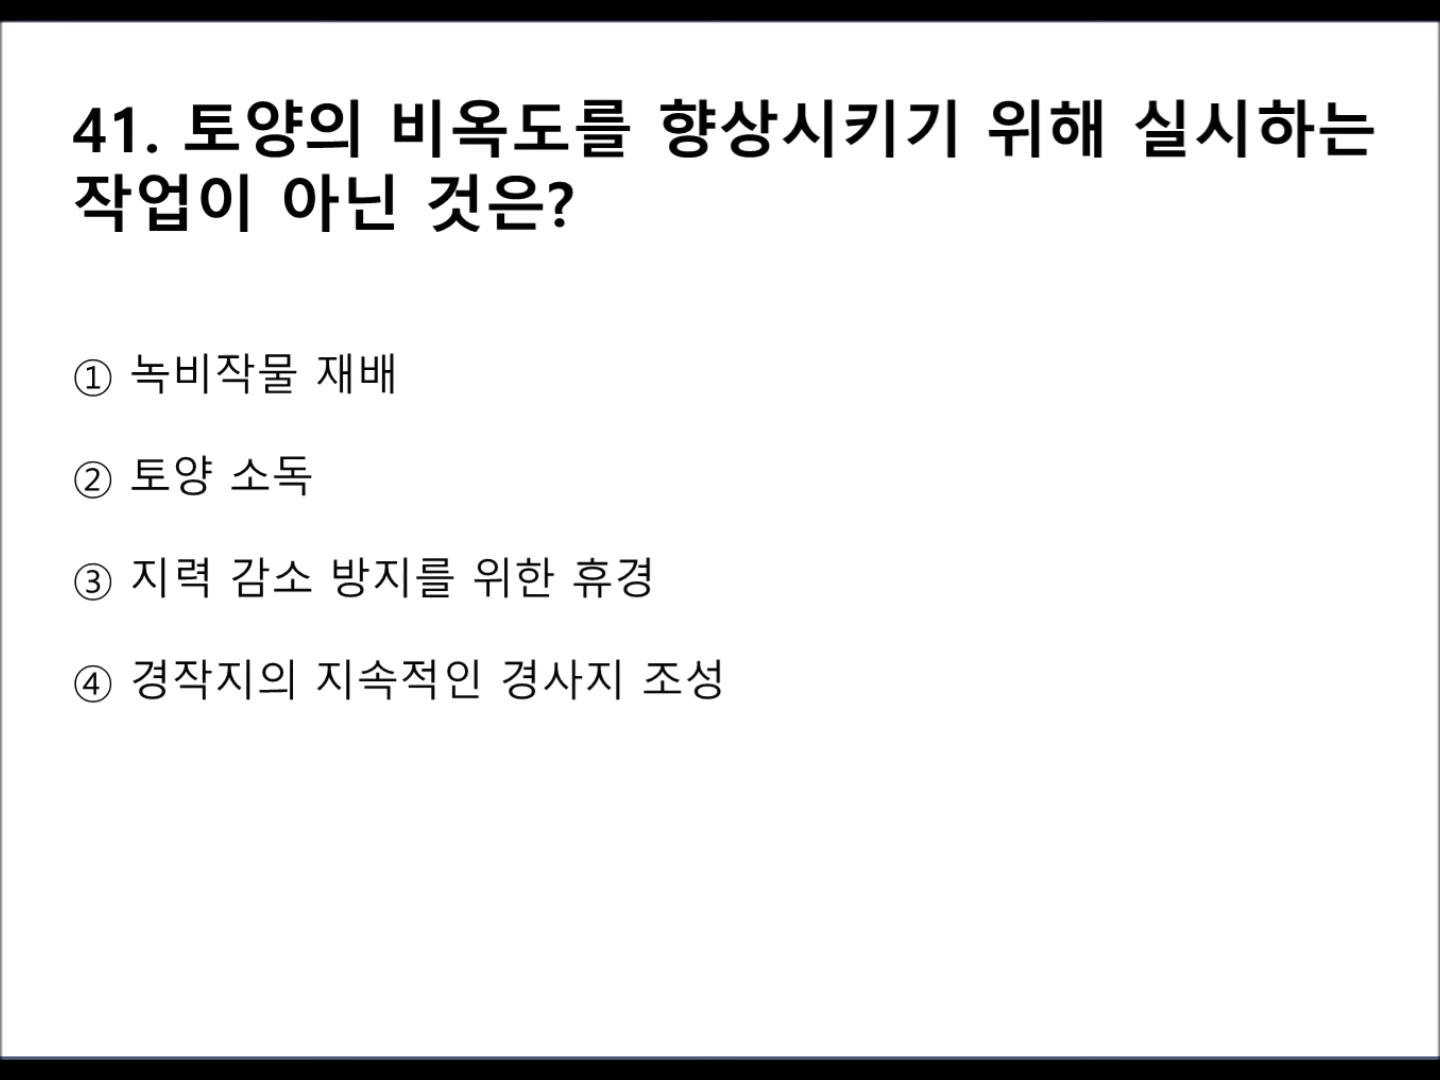 41. 토양의 비옥도를 향상시키기 위해 실시하는
작업이 아닌 것은?
① 녹비작물 재배
② 토양 소독
③ 지력 감소 방지를 위한 휴경
④ 경작지의 지속적인 경사지 조성